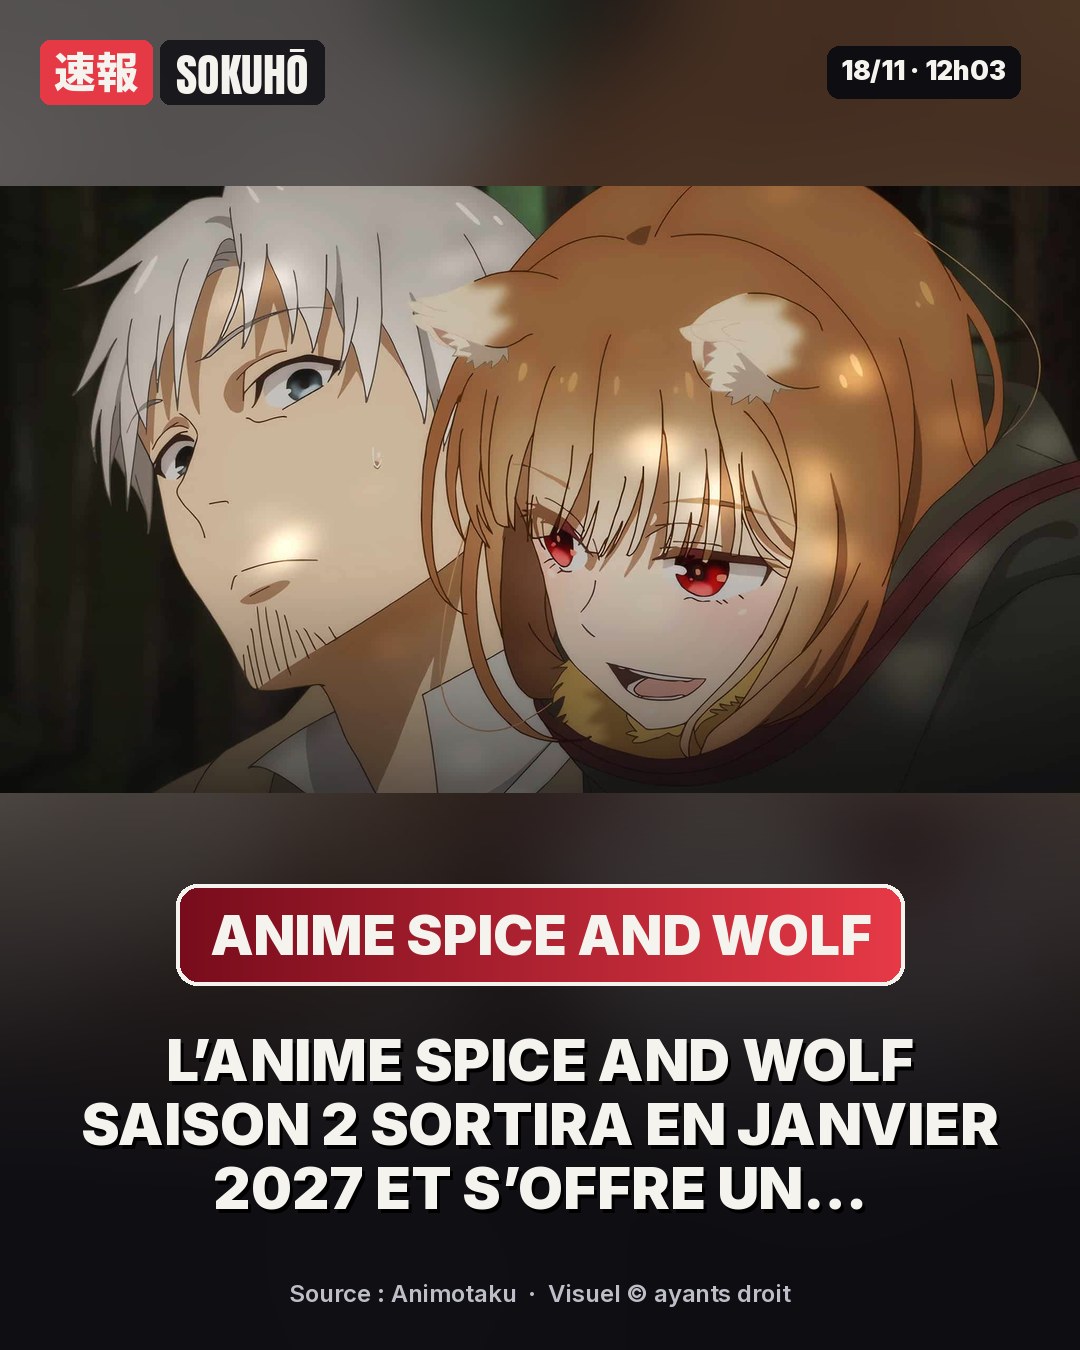 速報 SOKUHŌ
18/11 · 12h03
ANIME SPICE AND WOLF
L’ANIME SPICE AND WOLF
SAISON 2 SORTIRA EN JANVIER
2027 ET S’OFFRE UN…
Source : Animotaku · Visuel © ayants droit